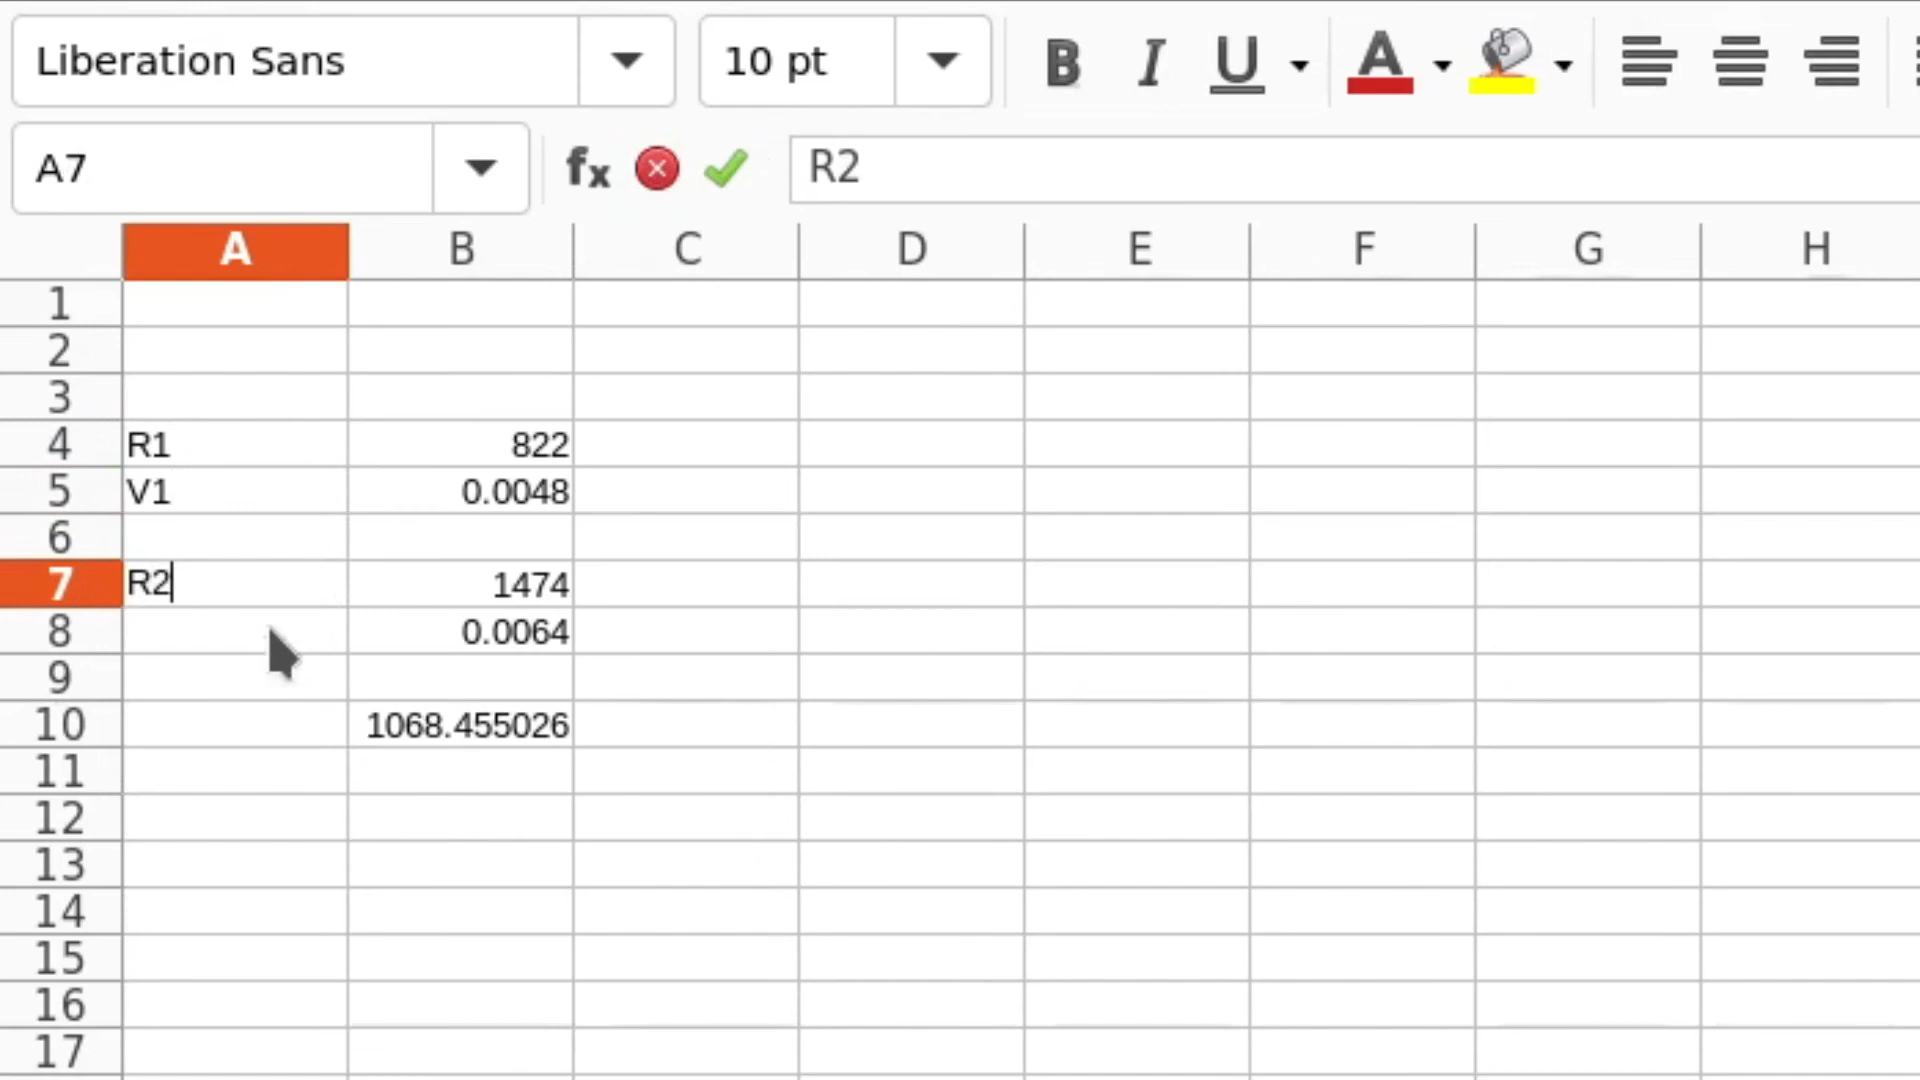 Liberation Sans 10 pt B I U A
A7 fx R2
A B C D E F G H
1
2
3
4 R1 822
5 V1 0.0048
6
7 R2 1474
8 0.0064
9
10 1068.455026
11
12
13
14
15
16
17